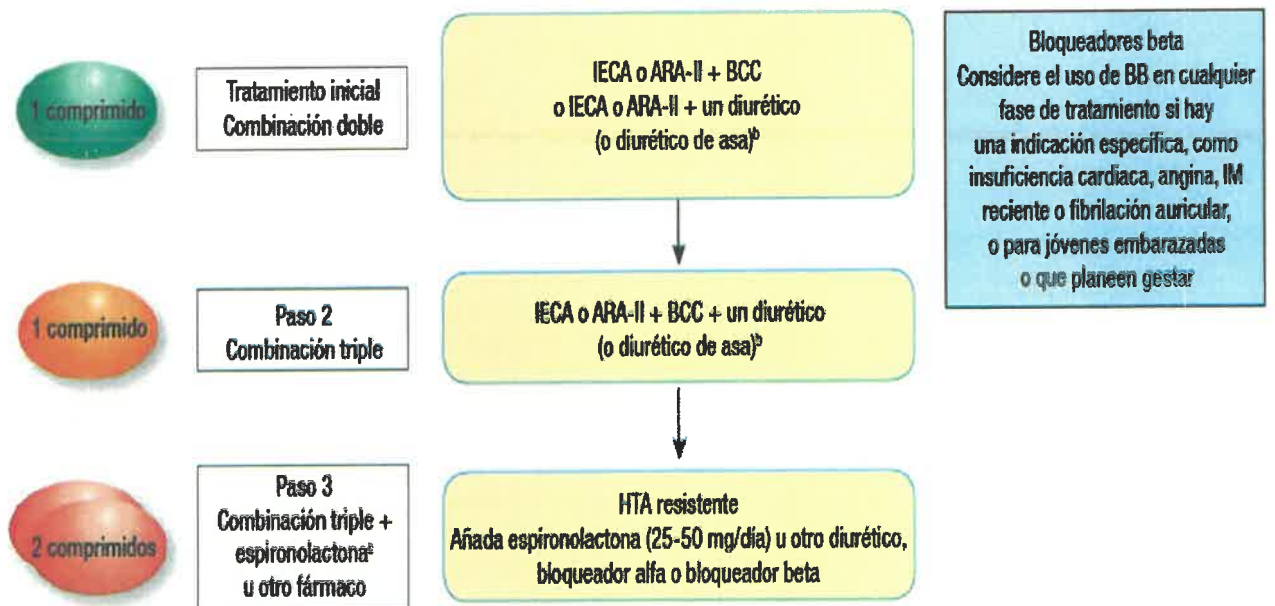 1 comprimido
Tratamiento inicial
Combinación doble
IECA o ARA-II + BCC
o IECA o ARA-II + un diurético
(o diurético de asa)ᵇ
Bloqueadores beta
Considere el uso de BB en cualquier
fase de tratamiento si hay
una indicación específica, como
insuficiencia cardiaca, angina, IM
reciente o fibrilación auricular,
o para jóvenes embarazadas
o que planeen gestar
1 comprimido
Paso 2
Combinación triple
IECA o ARA-II + BCC + un diurético
(o diurético de asa)ᵇ
2 comprimidos
Paso 3
Combinación triple +
espironolactona
u otro fármaco
HTA resistente
Añada espironolactona (25-50 mg/día) u otro diurético,
bloqueador alfa o bloqueador beta